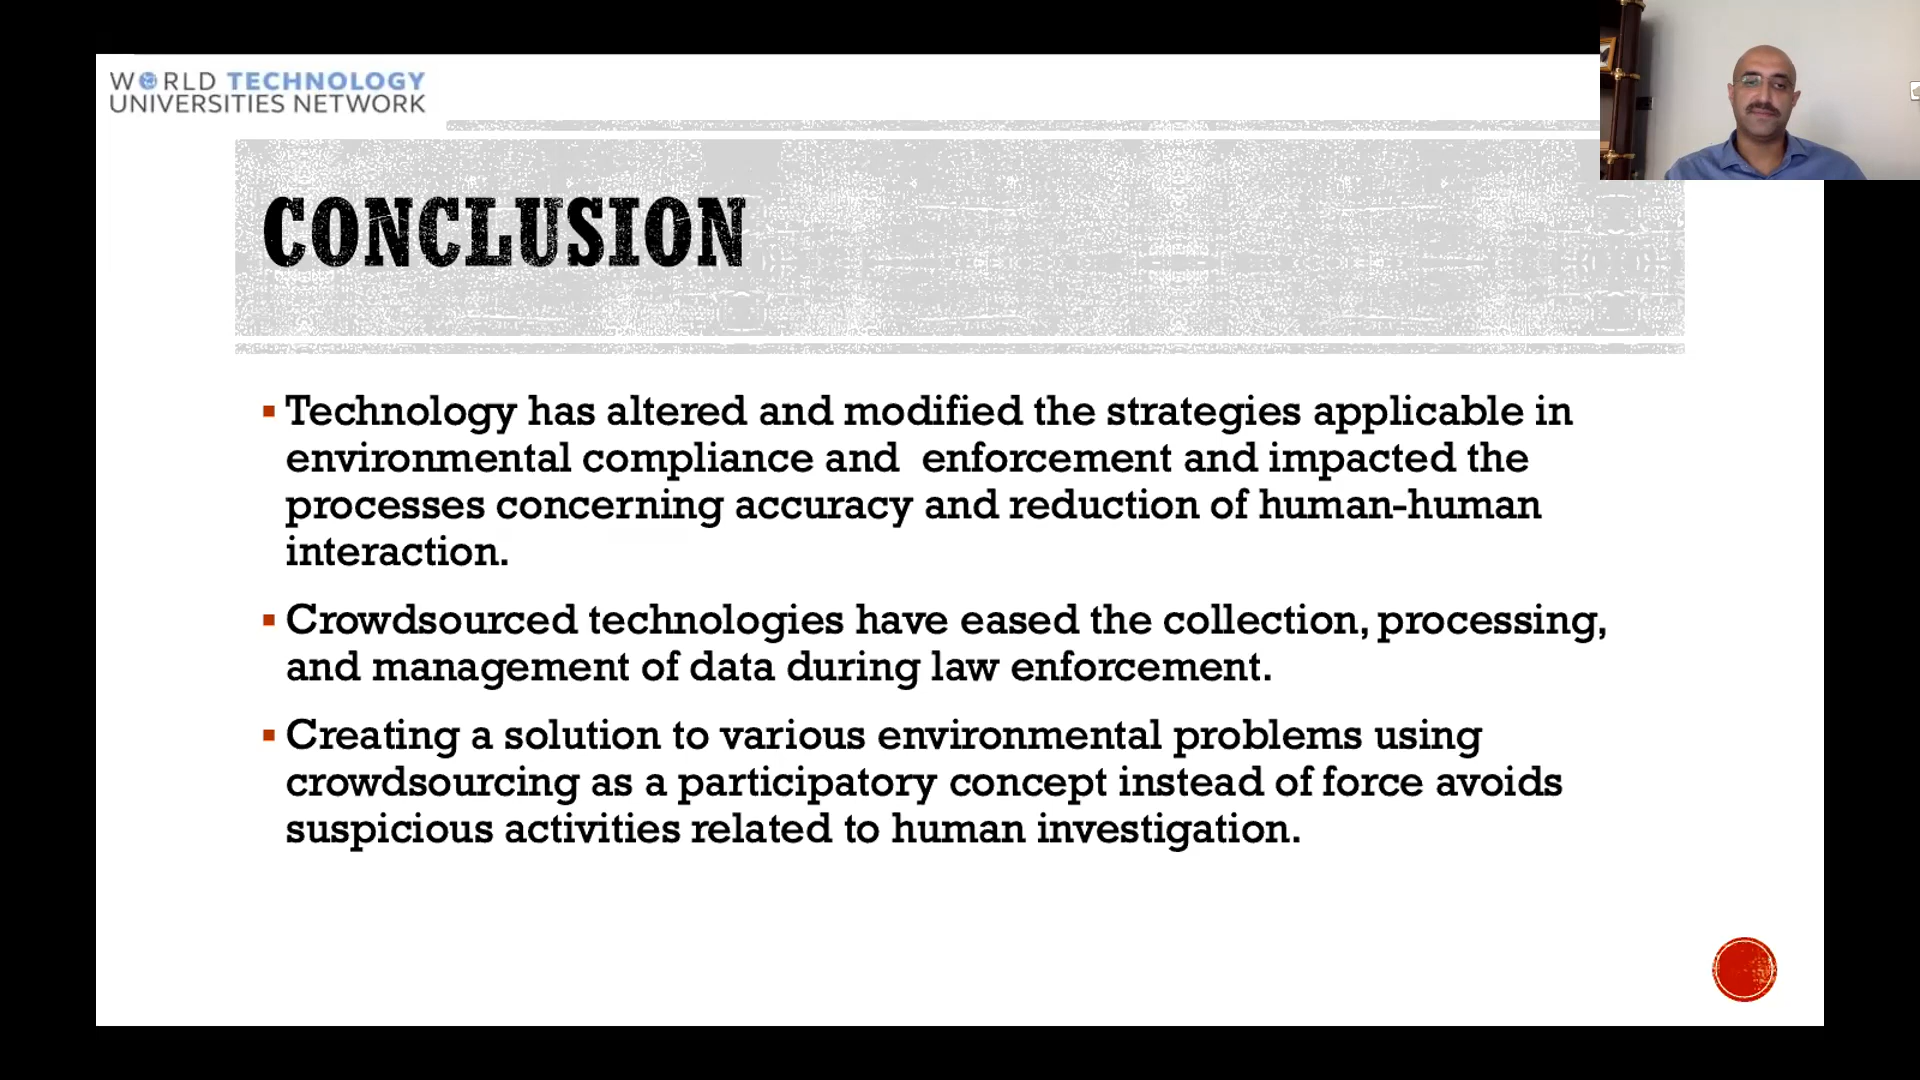 WORLD TECHNOLOGY
UNIVERSITIES NETWORK
CONCLUSION
Technology has altered and modified the strategies applicable in
environmental compliance and enforcement and impacted the
processes concerning accuracy and reduction of human-human
interaction.
Crowdsourced technologies have eased the collection, processing,
and management of data during law enforcement.
Creating a solution to various environmental problems using
crowdsourcing as a participatory concept instead of force avoids
suspicious activities related to human investigation.